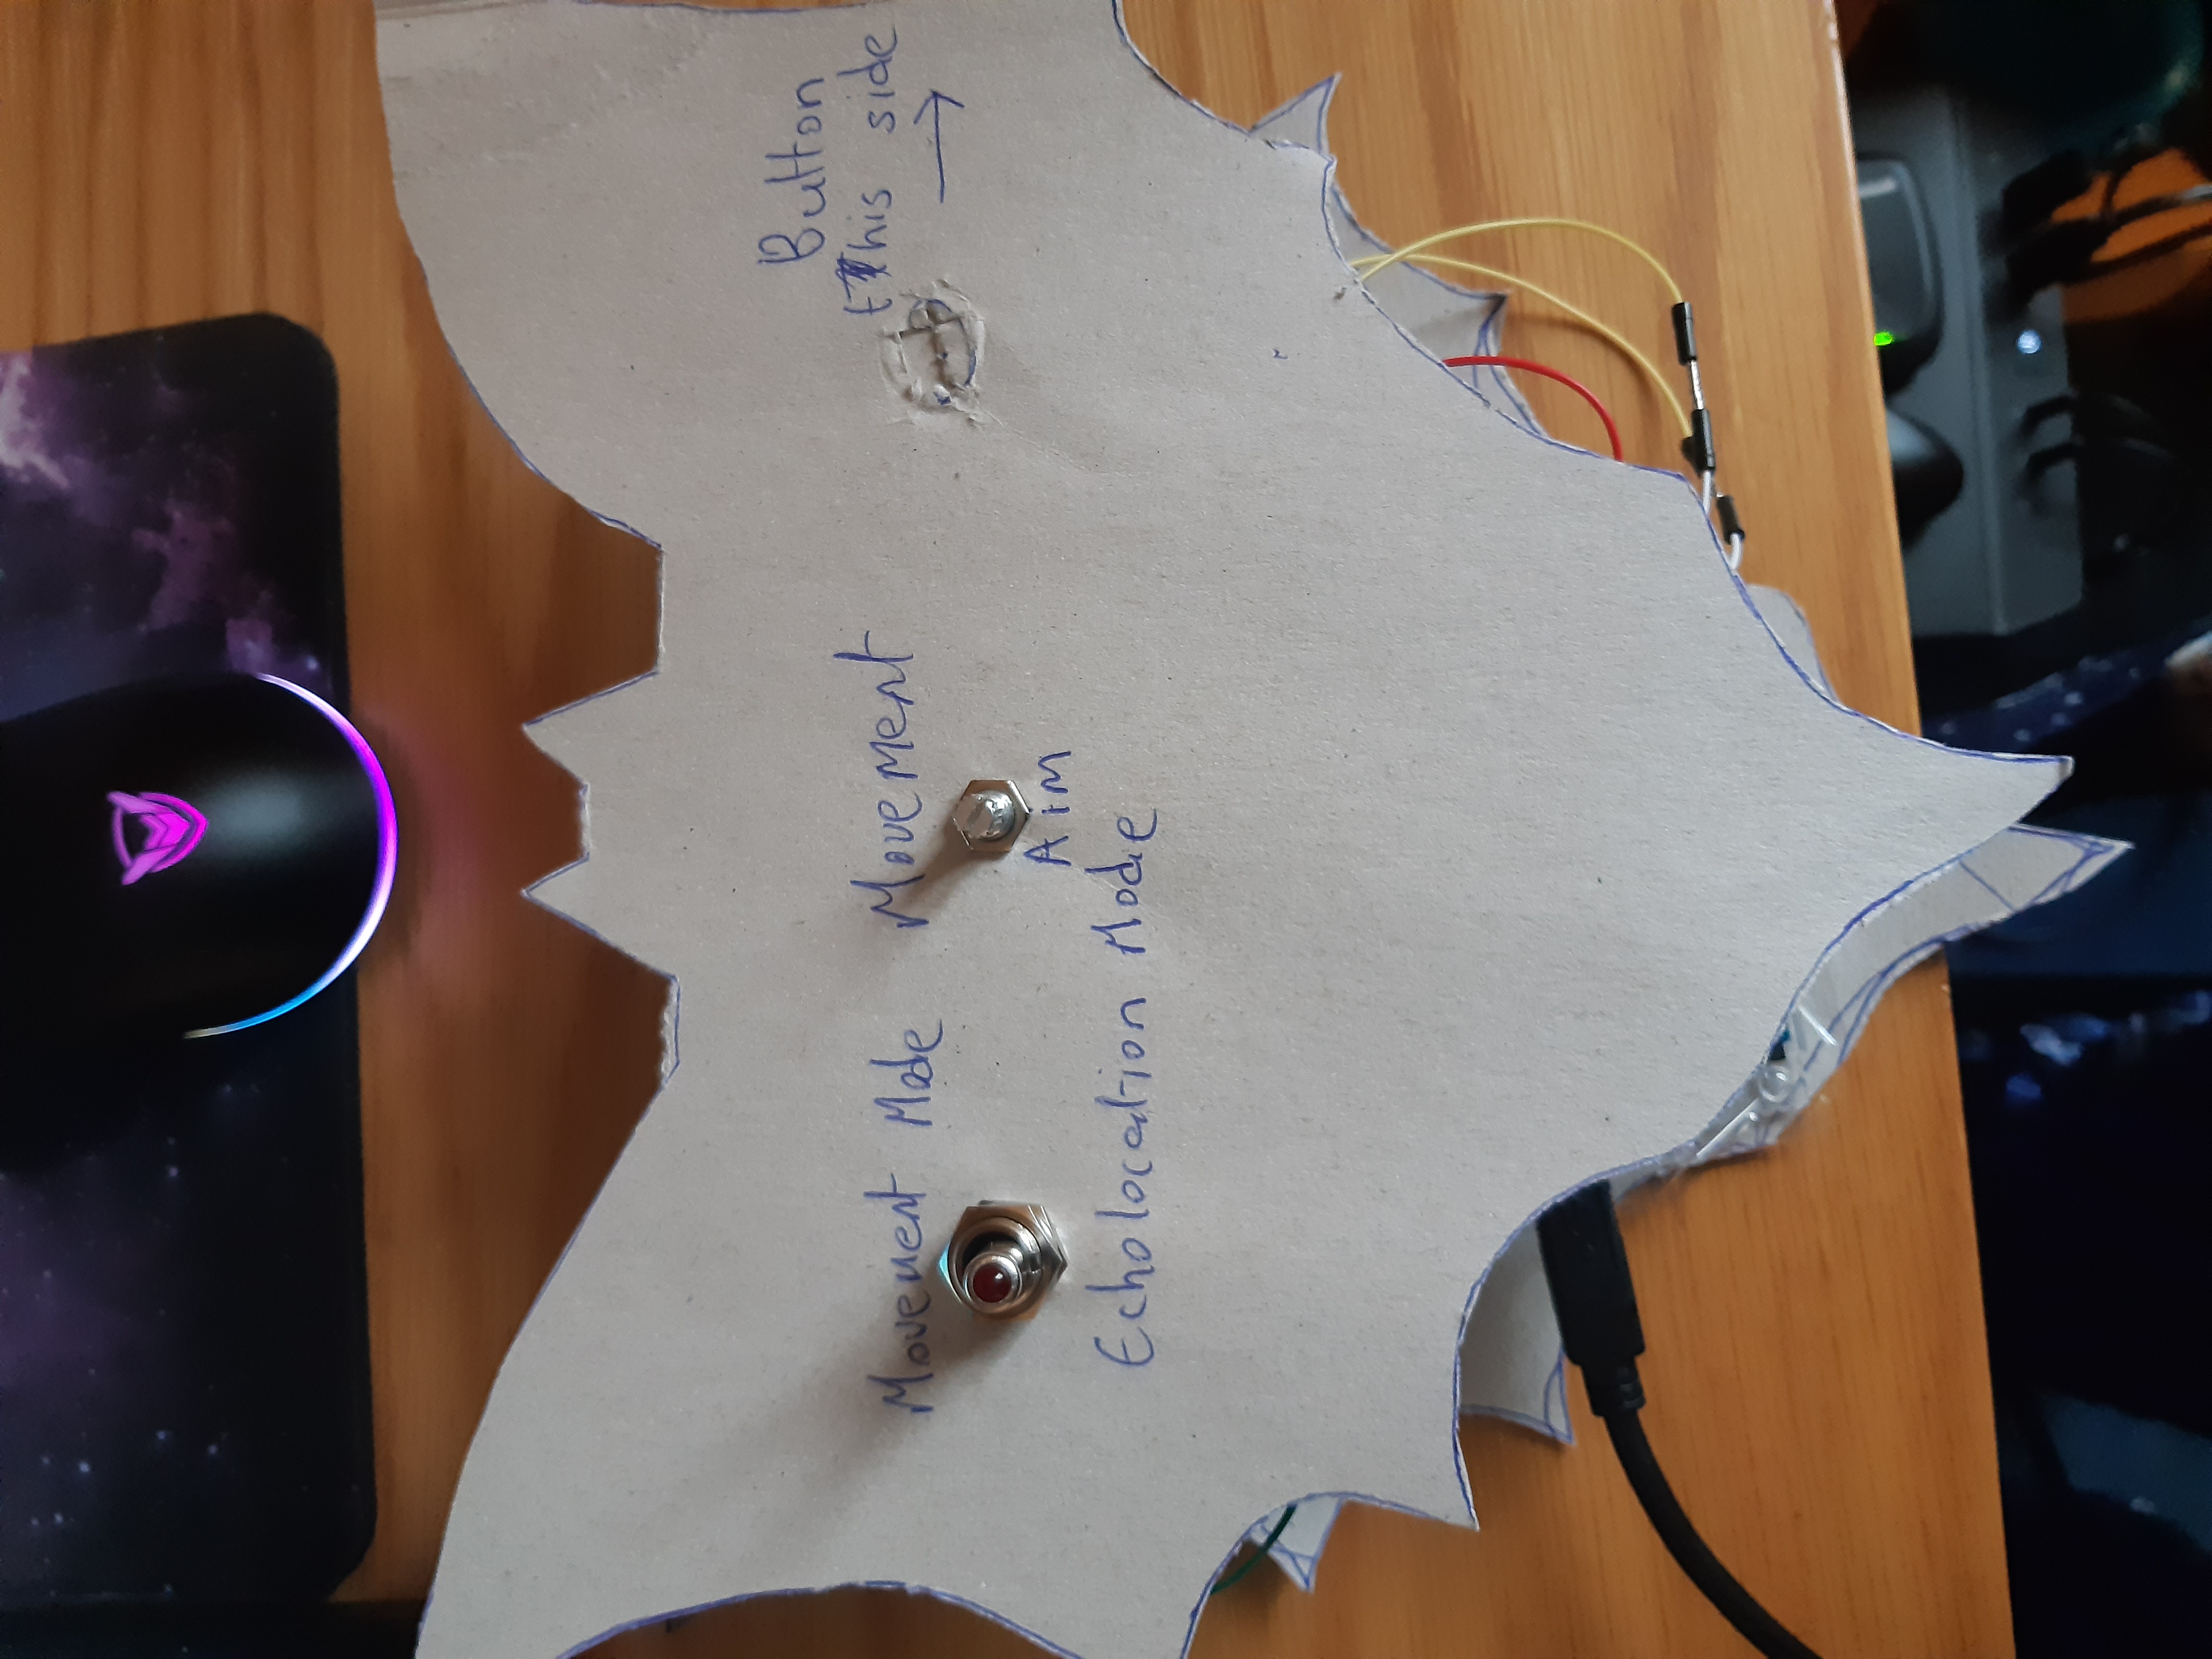 Movement Mode
Echolocation Mode
Movement
Aim
Button
this side